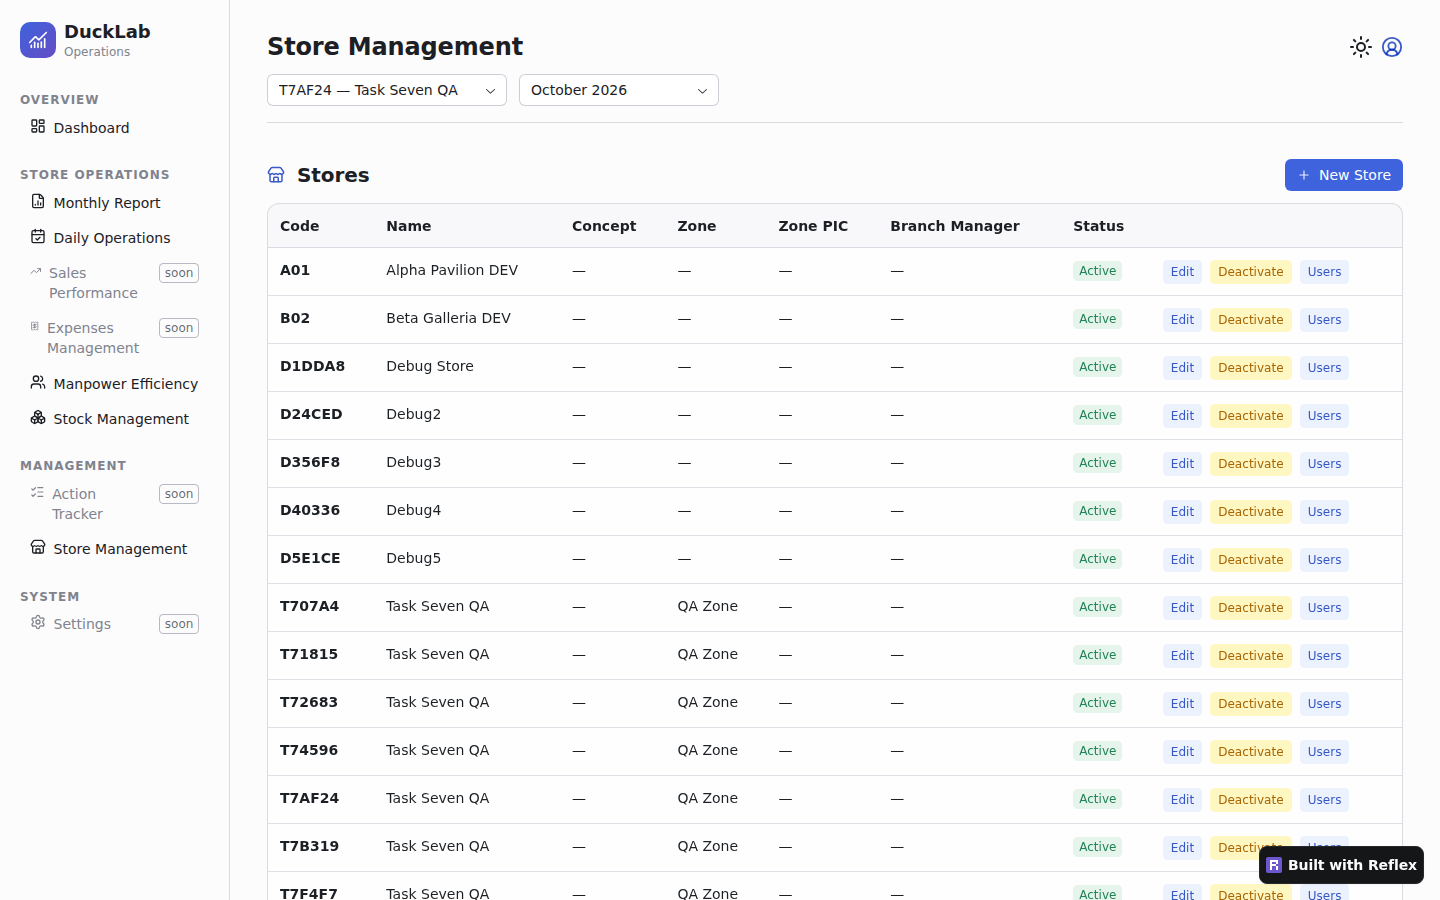 DuckLab
Operations
OVERVIEW
Dashboard
STORE OPERATIONS
Monthly Report
Daily Operations
Sales Performance soon
Expenses Management soon
Manpower Efficiency
Stock Management
MANAGEMENT
Action Tracker soon
Store Management
SYSTEM
Settings soon
Store Management
T7AF24 — Task Seven QA October 2026
Stores + New Store
Code Name Concept Zone Zone PIC Branch Manager Status
A01 Alpha Pavilion DEV — — — — Active Edit Deactivate Users
B02 Beta Galleria DEV — — — — Active Edit Deactivate Users
D1DDA8 Debug Store — — — — Active Edit Deactivate Users
D24CED Debug2 — — — — Active Edit Deactivate Users
D356F8 Debug3 — — — — Active Edit Deactivate Users
D40336 Debug4 — — — — Active Edit Deactivate Users
D5E1CE Debug5 — — — — Active Edit Deactivate Users
T707A4 Task Seven QA — QA Zone — — Active Edit Deactivate Users
T71815 Task Seven QA — QA Zone — — Active Edit Deactivate Users
T72683 Task Seven QA — QA Zone — — Active Edit Deactivate Users
T74596 Task Seven QA — QA Zone — — Active Edit Deactivate Users
T7AF24 Task Seven QA — QA Zone — — Active Edit Deactivate Users
T7B319 Task Seven QA — QA Zone — — Active Edit
T7F4F7 Task Seven QA — QA Zone — — Active Edit Deactivate Users
Built with Reflex